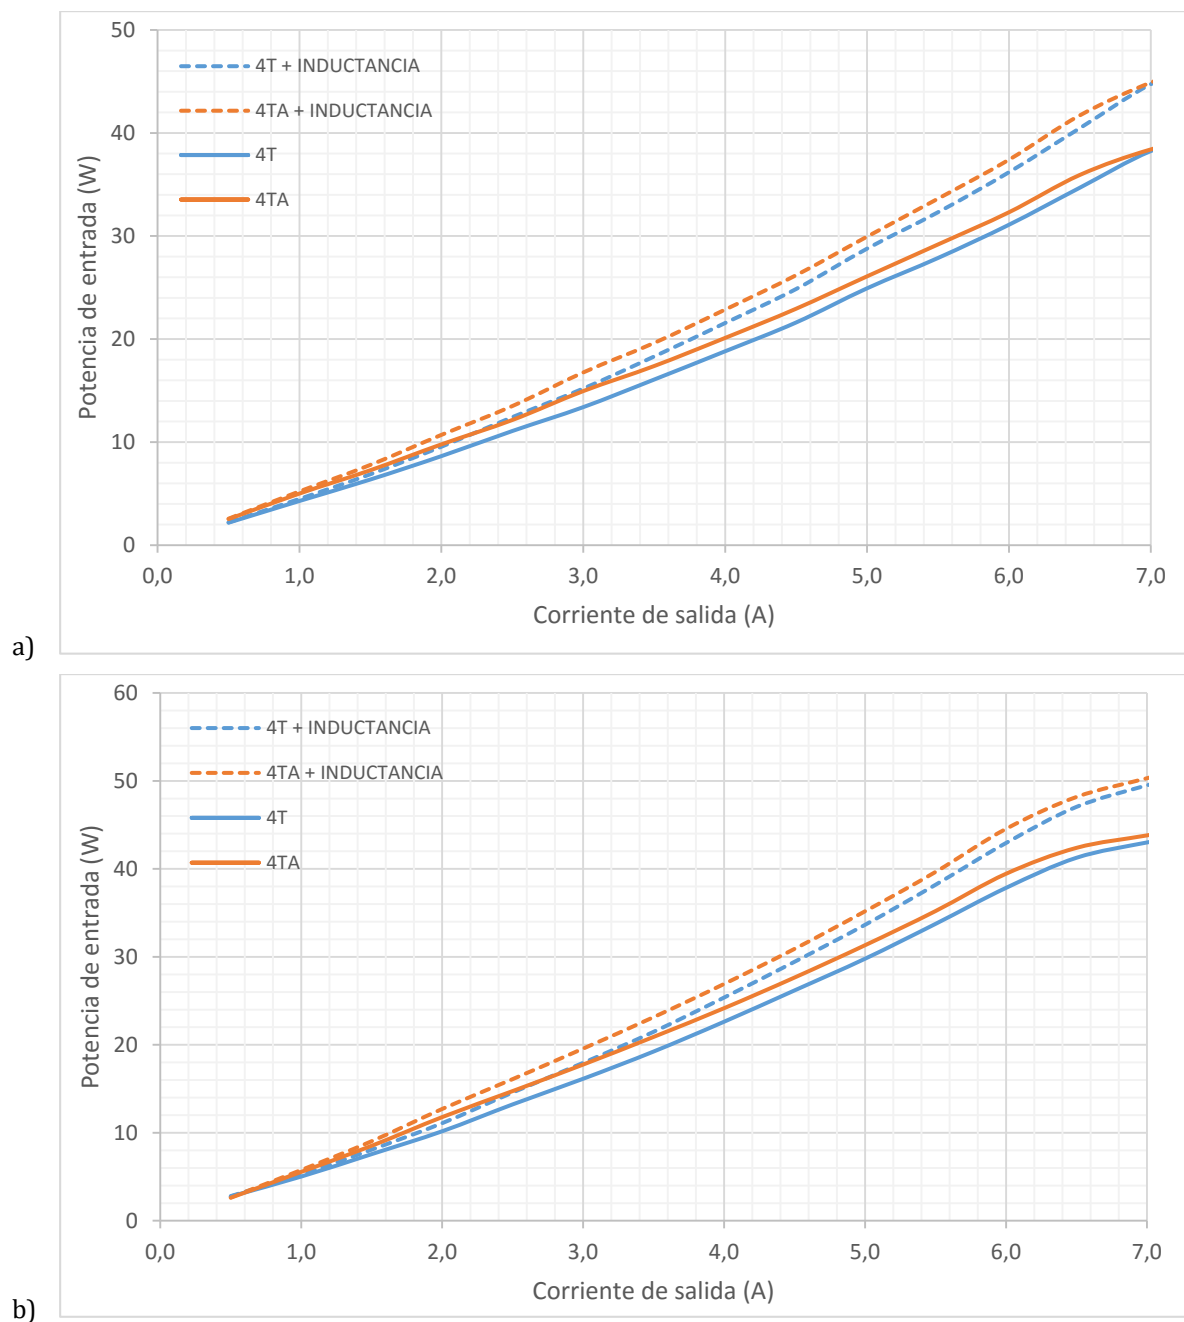 50
40
30
20
10
0
Potencia de entrada (W)
4T + INDUCTANCIA
4TA + INDUCTANCIA
4T
4TA
0,0 1,0 2,0 3,0 4,0 5,0 6,0 7,0
Corriente de salida (A)
a)
60
50
40
30
20
10
0
Potencia de entrada (W)
4T + INDUCTANCIA
4TA + INDUCTANCIA
4T
4TA
0,0 1,0 2,0 3,0 4,0 5,0 6,0 7,0
Corriente de salida (A)
b)